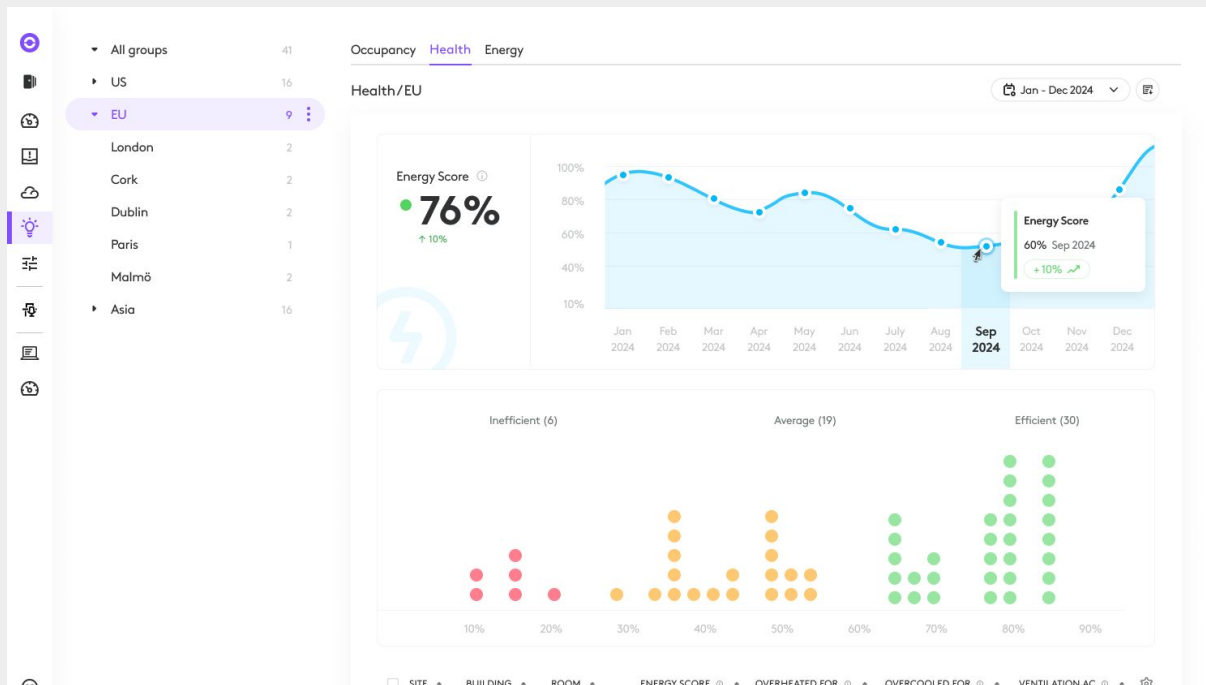 All groups 41
US 16
EU 9
London 2
Cork 2
Dublin 2
Paris 1
Malmö 2
Asia 16
Occupancy Health Energy
Health/EU
Jan - Dec 2024
Energy Score
76%
↑ 10%
100%
80%
60%
40%
10%
Energy Score
60% Sep 2024
+10%
Jan 2024
Feb 2024
Mar 2024
Apr 2024
May 2024
Jun 2024
July 2024
Aug 2024
Sep 2024
Oct 2024
Nov 2024
Dec 2024
Inefficient (6) Average (19) Efficient (30)
10% 20% 30% 40% 50% 60% 70% 80% 90%
SITE BUILDING ROOM ENERGY SCORE OVERHEATED FOR OVERCOOLED FOR VENTILATION AC